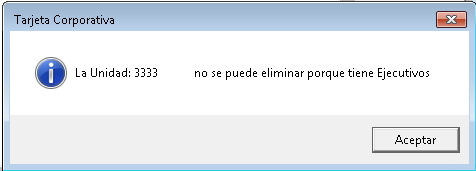 Tarjeta Corporativa
La Unidad: 3333 no se puede eliminar porque tiene Ejecutivos
Aceptar